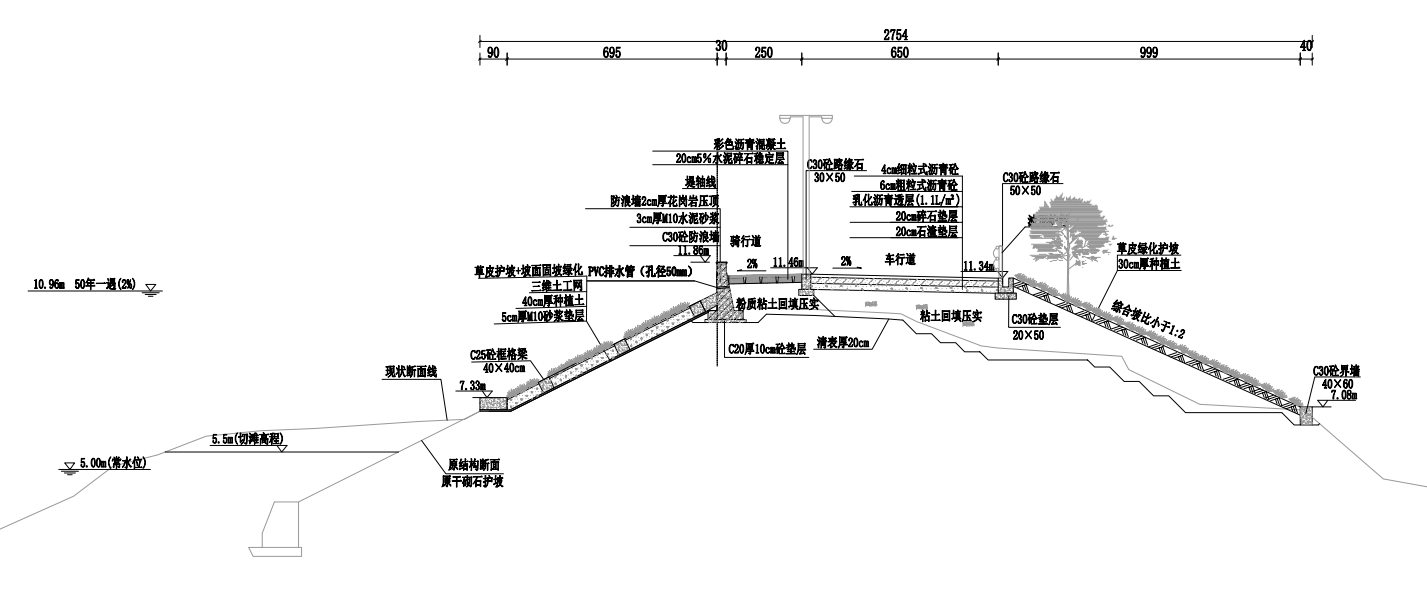 2754
90
695
30
250
650
999
40
彩色沥青混凝土
20cm5%水泥碎石稳定层
堤轴线
防浪墙2cm厚花岗岩压顶
3cm厚M10水泥砂浆
C30砼防浪墙
11.86m
骑行道
2%
11.46m
C30砼路缘石
30×50
4cm细粒式沥青砼
6cm粗粒式沥青砼
乳化沥青透层(1.1L/m²)
20cm碎石垫层
20cm石渣垫层
2%
车行道
11.34m
C30砼路缘石
50×50
草皮绿化护坡
30cm厚种植土
综合坡比小于1:2
草皮护坡+坡面固坡绿化
PVC排水管（孔径50mm）
三维土工网
40cm厚种植土
5cm厚M10砂浆垫层
粉质粘土回填压实
粘土回填压实
C30砼垫层
20×50
清表厚20cm
C20厚10cm砼垫层
C25砼框格梁
40×40cm
10.96m 50年一遇(2%)
现状断面线
7.33m
C30砼界墙
40×60
7.08m
5.5m(切滩高程)
5.00m(常水位)
原结构断面
原干砌石护坡